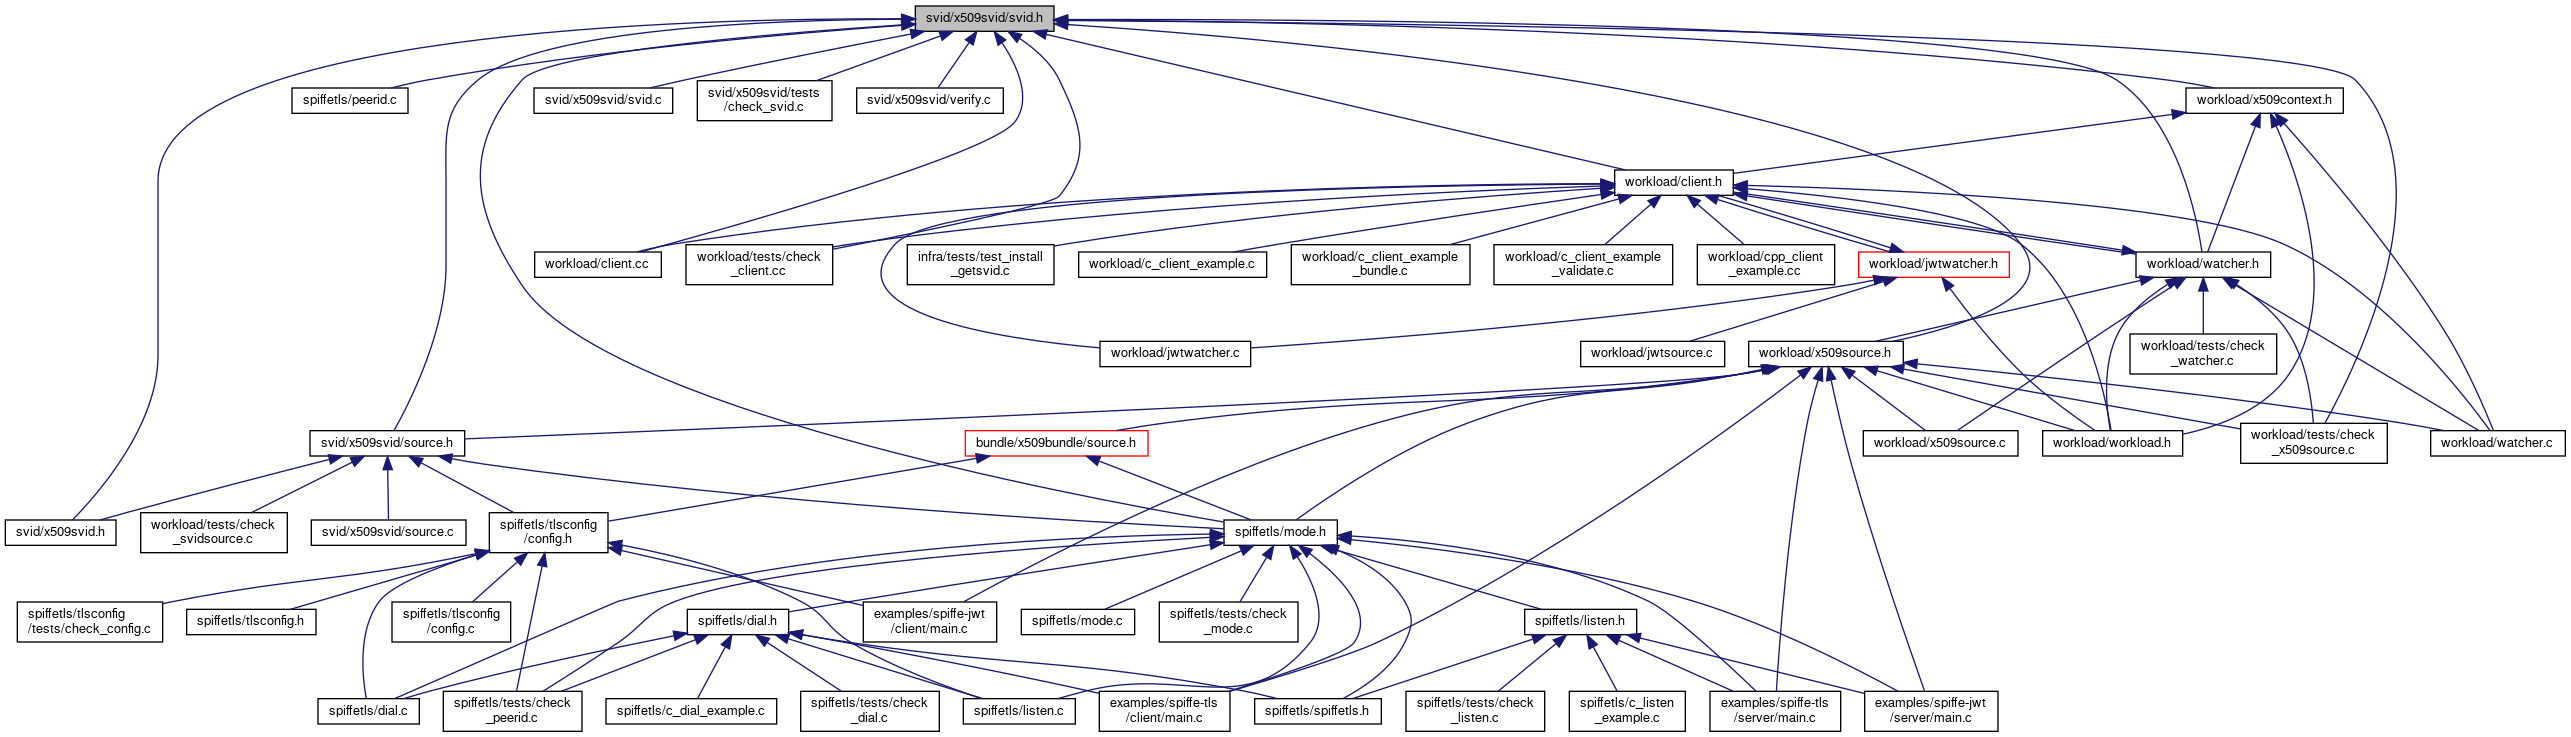 svid/x509svid/svid.h
spiffetls/peerid.c
svid/x509svid/svid.c
svid/x509svid/tests
/check_svid.c
svid/x509svid/verify.c
workload/x509context.h
workload/client.h
workload/client.cc
workload/tests/check
_client.cc
infra/tests/test_install
_getsvid.c
workload/c_client_example.c
workload/c_client_example
_bundle.c
workload/c_client_example
_validate.c
workload/cpp_client
_example.cc
workload/jwtwatcher.h
workload/watcher.h
workload/jwtwatcher.c
workload/jwtsource.c
workload/x509source.h
workload/tests/check
_watcher.c
svid/x509svid/source.h
bundle/x509bundle/source.h
workload/x509source.c
workload/workload.h
workload/tests/check
_x509source.c
workload/watcher.c
svid/x509svid.h
workload/tests/check
_svidsource.c
svid/x509svid/source.c
spiffetls/tlsconfig
/config.h
spiffetls/mode.h
spiffetls/tlsconfig
/tests/check_config.c
spiffetls/tlsconfig.h
spiffetls/tlsconfig
/config.c
spiffetls/dial.h
examples/spiffe-jwt
/client/main.c
spiffetls/mode.c
spiffetls/tests/check
_mode.c
spiffetls/listen.h
spiffetls/dial.c
spiffetls/tests/check
_peerid.c
spiffetls/c_dial_example.c
spiffetls/tests/check
_dial.c
spiffetls/listen.c
examples/spiffe-tls
/client/main.c
spiffetls/spiffetls.h
spiffetls/tests/check
_listen.c
spiffetls/c_listen
_example.c
examples/spiffe-tls
/server/main.c
examples/spiffe-jwt
/server/main.c